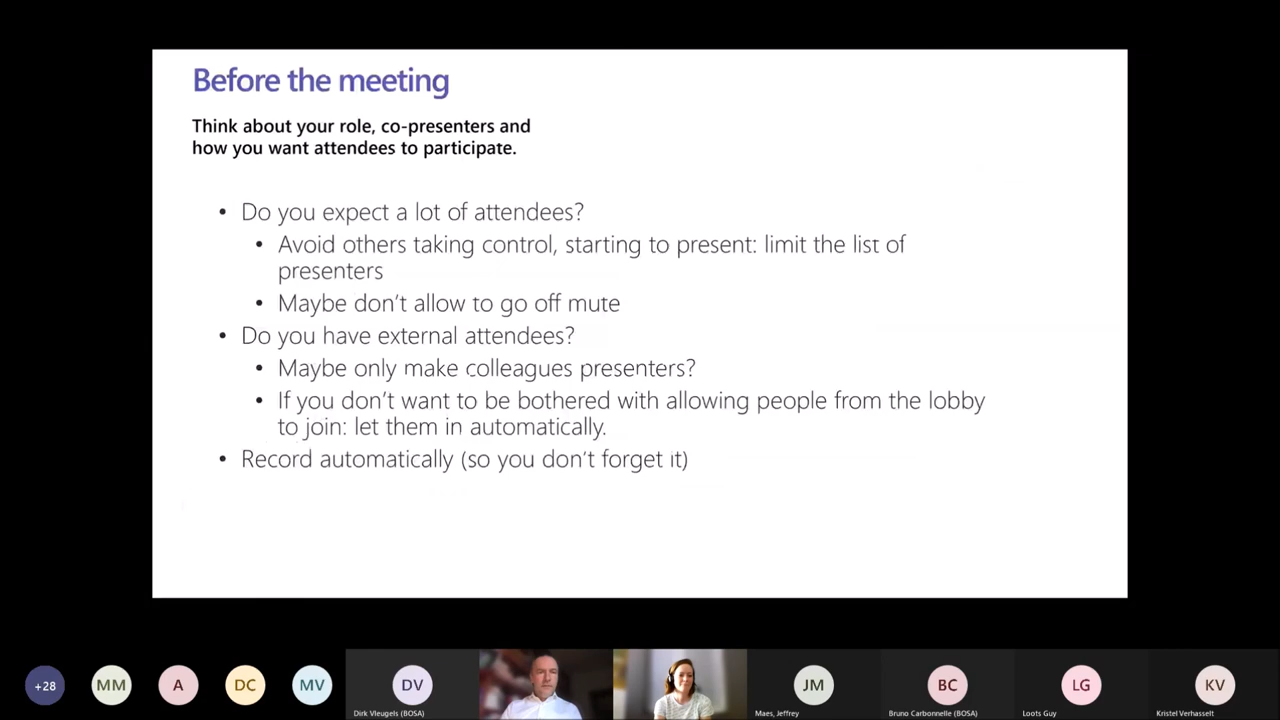 Before the meeting
Think about your role, co-presenters and
how you want attendees to participate.
• Do you expect a lot of attendees?
• Avoid others taking control, starting to present: limit the list of
presenters
• Maybe don't allow to go off mute
• Do you have external attendees?
• Maybe only make colleagues presenters?
• If you don't want to be bothered with allowing people from the lobby
to join: let them in automatically.
• Record automatically (so you don't forget it)
+28
MM
A
DC
MV
DV
JM
BC
LG
KV
Dirk Vleugels (BOSA)
Maes, Jeffrey
Bruno Carbonnelle (BOSA)
Loots Guy
Kristel Verhasselt